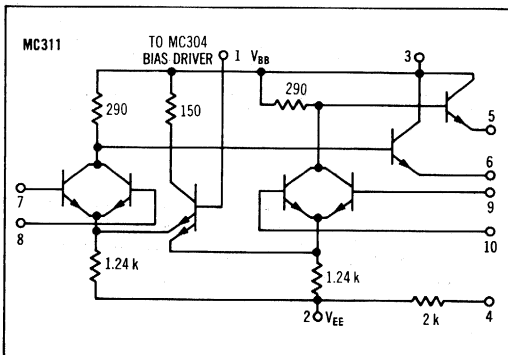 MC311
TO MC304
BIAS DRIVER
1 V_BB
3
290
150
290
5
6
7
8
9
10
1.24 k
1.24 k
2 V_EE
2 k
4